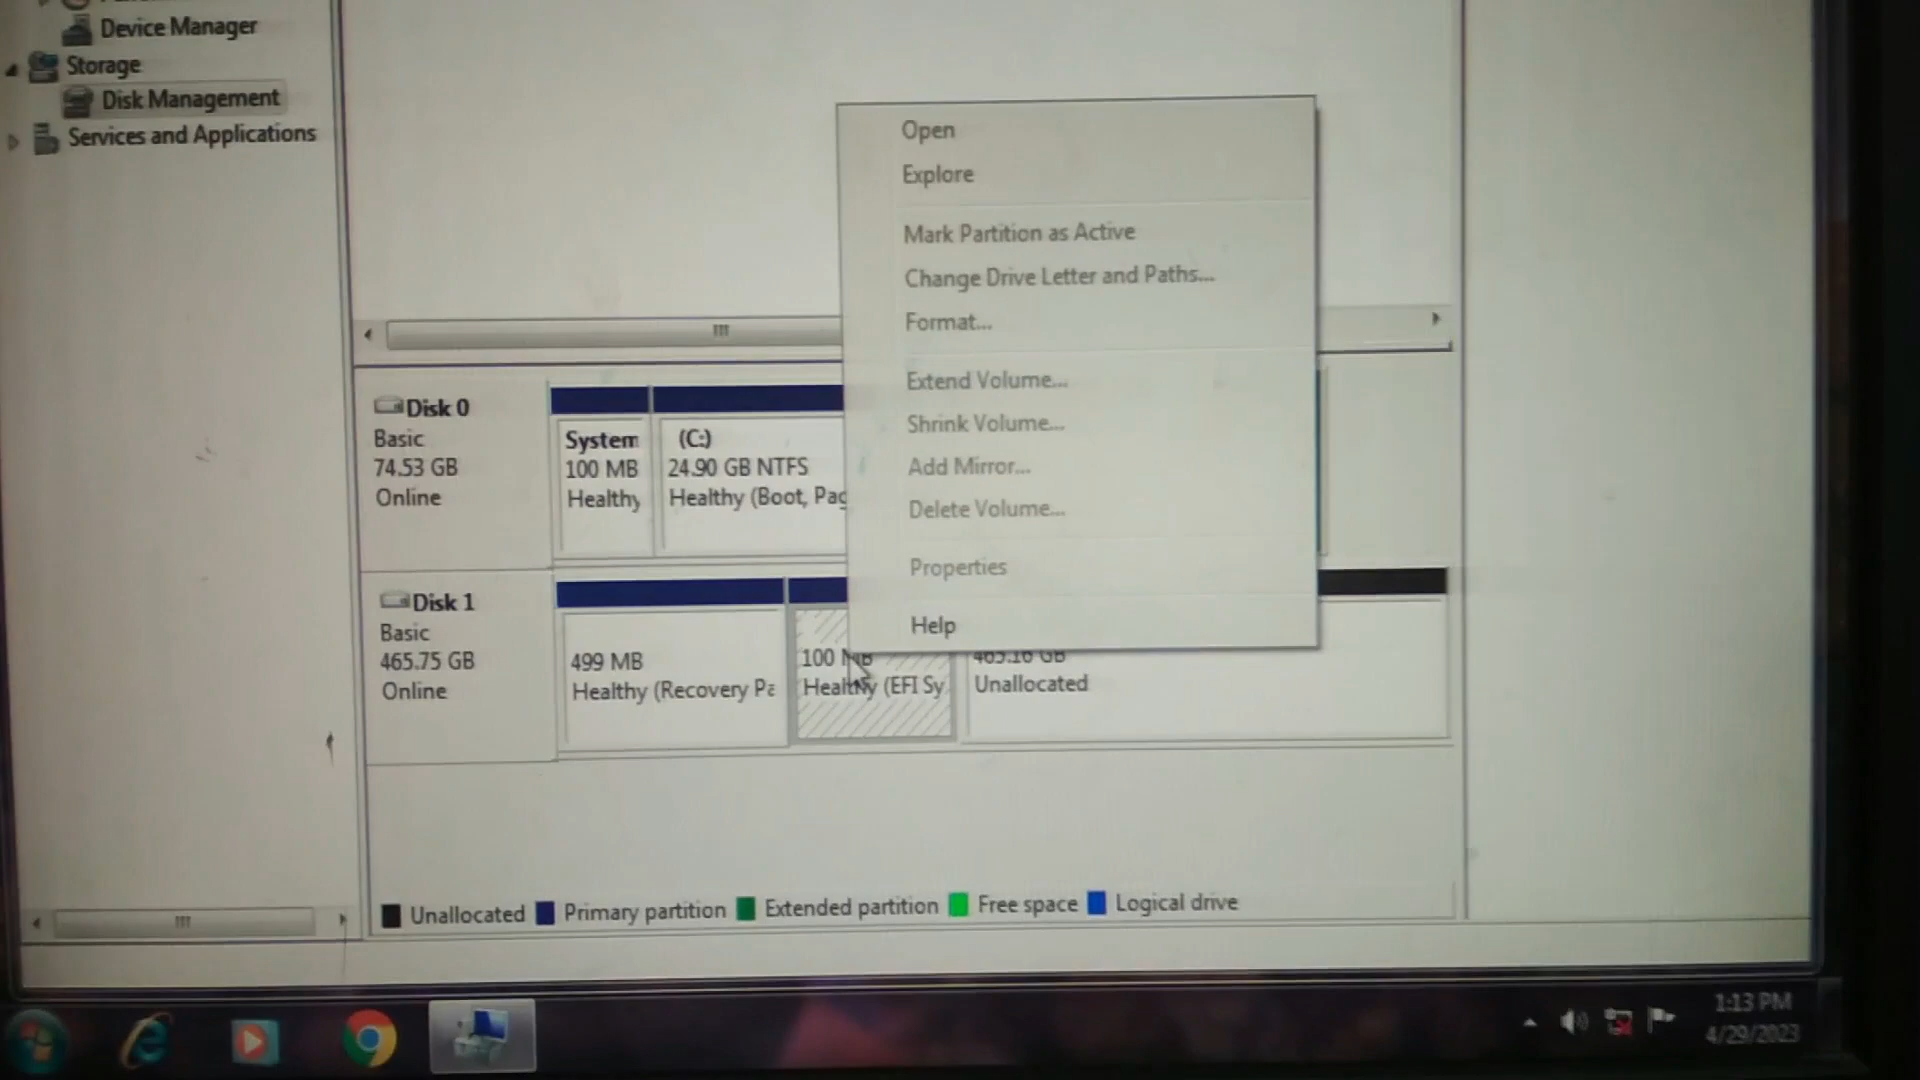 Device Manager
Storage
Disk Management
Services and Applications
Open
Explore
Mark Partition as Active
Change Drive Letter and Paths...
Format...
Extend Volume...
Shrink Volume...
Add Mirror...
Delete Volume...
Properties
Help
Disk 0
Basic
74.53 GB
Online
System
100 MB
Healthy
(C:)
24.90 GB NTFS
Healthy (Boot, Pag
Disk 1
Basic
465.75 GB
Online
499 MB
Healthy (Recovery Pa
100 MB
Healthy (EFI Sy
465.16 GB
Unallocated
Unallocated
Primary partition
Extended partition
Free space
Logical drive
1:13 PM
4/29/2023